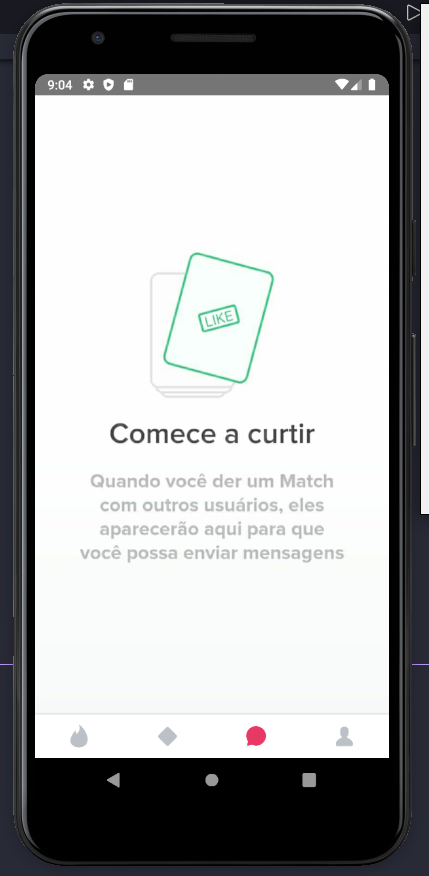 9:04
LIKE
Comece a curtir
Quando você der um Match
com outros usuários, eles
aparecerão aqui para que
você possa enviar mensagens